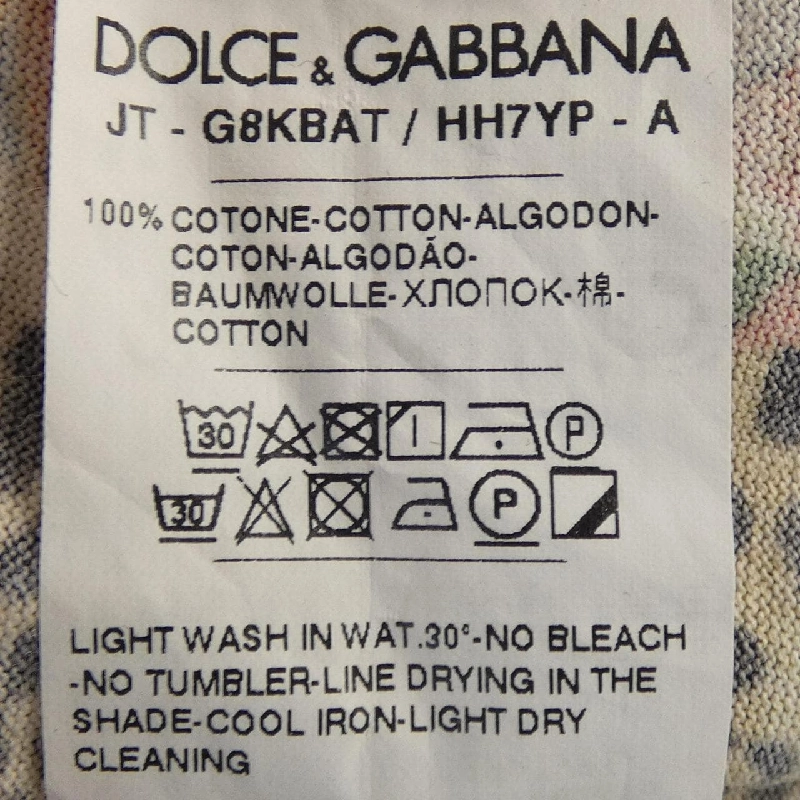 DOLCE & GABBANA
JT - G8KBAT / HH7YP - A
100% COTONE-COTTON-ALGODON-
COTON-ALGODÃO-
BAUMWOLLE-ХЛОПОК-棉-
COTTON
30 P
30 P
LIGHT WASH IN WAT.30°-NO BLEACH
-NO TUMBLER-LINE DRYING IN THE
SHADE-COOL IRON-LIGHT DRY
CLEANING